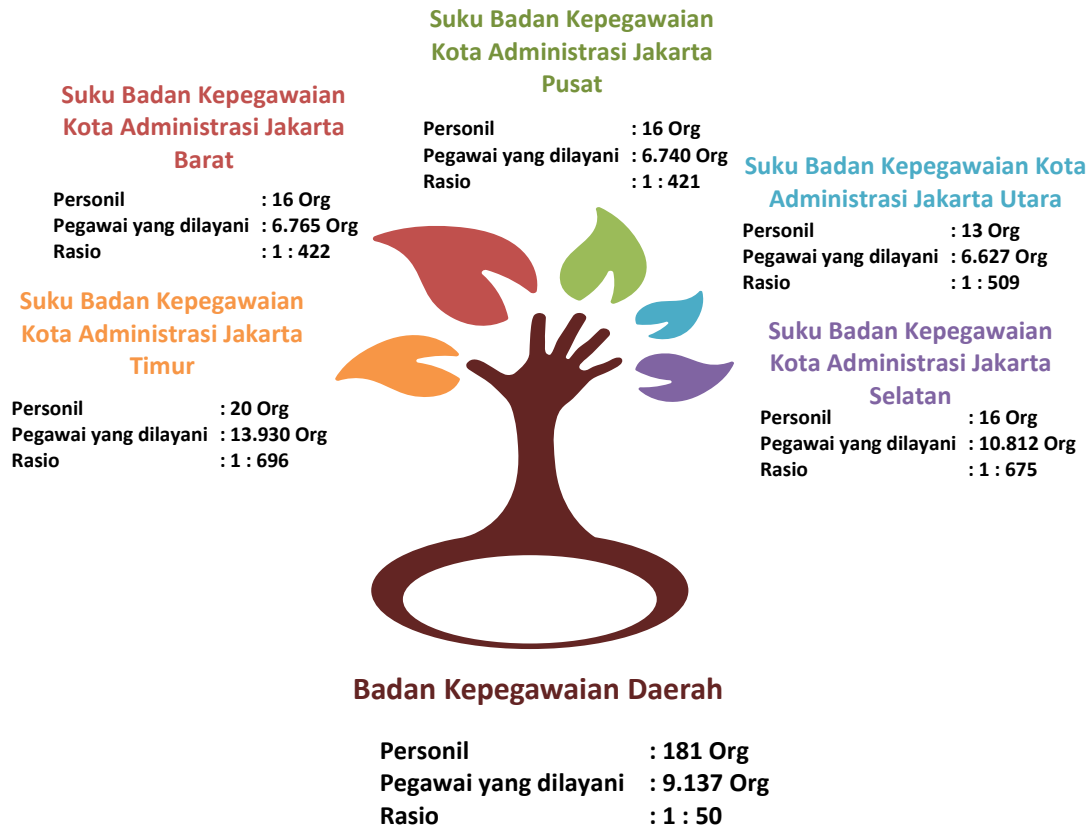 Suku Badan Kepegawaian
Kota Administrasi Jakarta
Pusat
Personil : 16 Org
Pegawai yang dilayani : 6.740 Org
Rasio : 1 : 421
Suku Badan Kepegawaian
Kota Administrasi Jakarta
Barat
Personil : 16 Org
Pegawai yang dilayani : 6.765 Org
Rasio : 1 : 422
Suku Badan Kepegawaian Kota
Administrasi Jakarta Utara
Personil : 13 Org
Pegawai yang dilayani : 6.627 Org
Rasio : 1 : 509
Suku Badan Kepegawaian
Kota Administrasi Jakarta
Timur
Personil : 20 Org
Pegawai yang dilayani : 13.930 Org
Rasio : 1 : 696
Suku Badan Kepegawaian
Kota Administrasi Jakarta
Selatan
Personil : 16 Org
Pegawai yang dilayani : 10.812 Org
Rasio : 1 : 675
Badan Kepegawaian Daerah
Personil : 181 Org
Pegawai yang dilayani : 9.137 Org
Rasio : 1 : 50